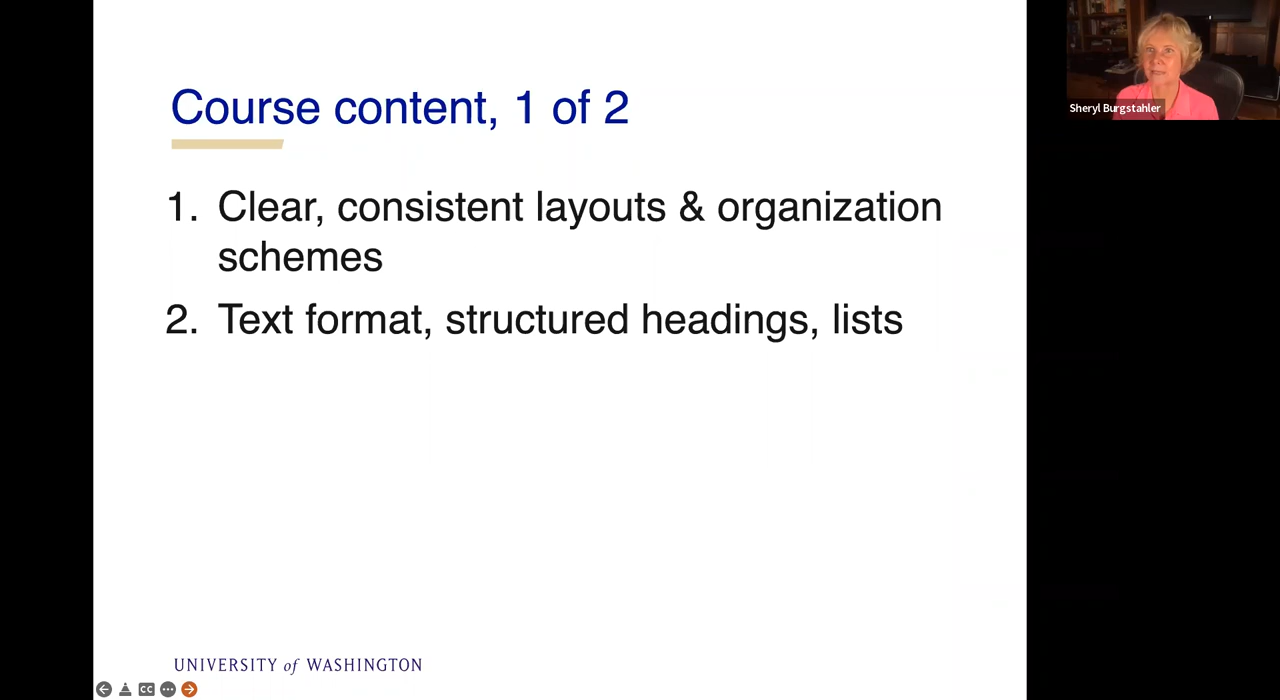 Course content, 1 of 2
Sheryl Burgstahler
1. Clear, consistent layouts & organization
schemes
2. Text format, structured headings, lists
UNIVERSITY of WASHINGTON
CC